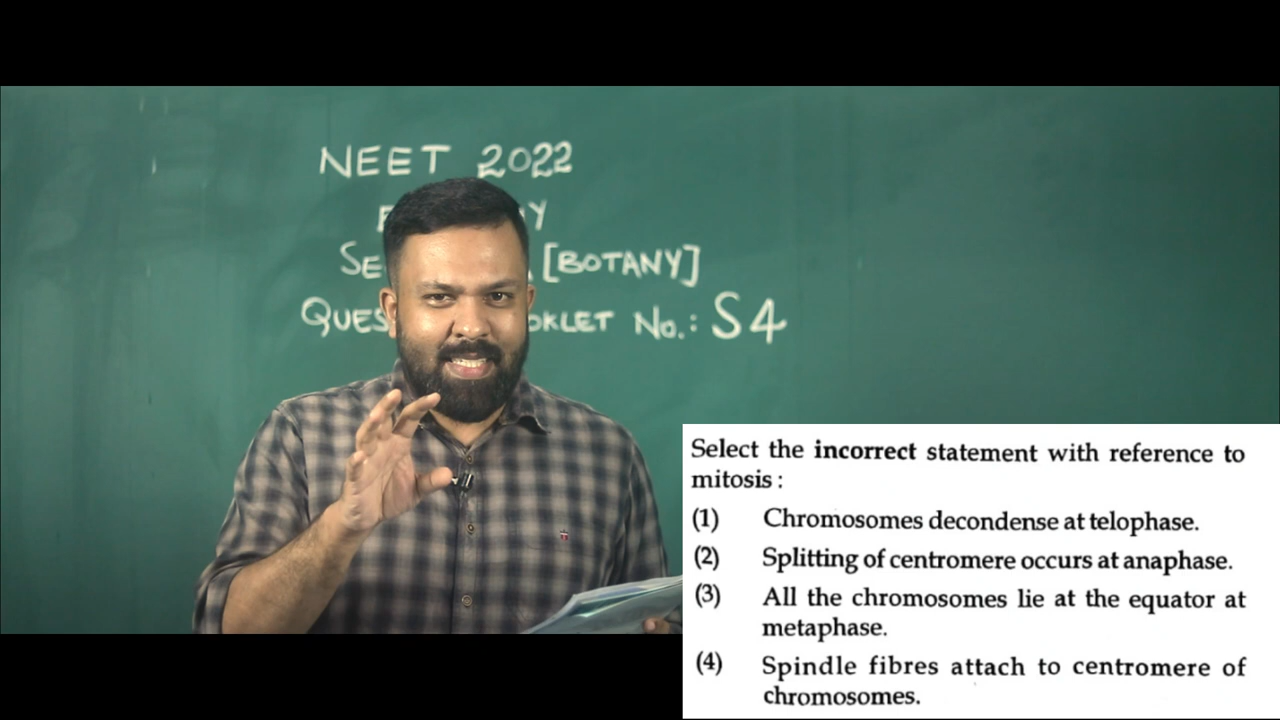 NEET 2022
[BOTANY]
No.: S4
Select the incorrect statement with reference to
mitosis :
(1) Chromosomes decondense at telophase.
(2) Splitting of centromere occurs at anaphase.
(3) All the chromosomes lie at the equator at
metaphase.
(4) Spindle fibres attach to centromere of
chromosomes.